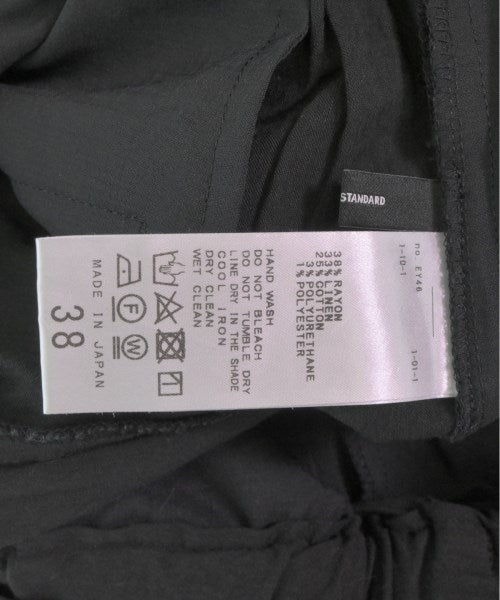 STANDARD
no. EY46
1-10-1
1-01-1
38% RAYON
33% LINEN
25% COTTON
3% POLYURETHANE
1% POLYESTER
HAND WASH
DO NOT BLEACH
DO NOT TUMBLE DRY
LINE DRY IN THE SHADE
COOL IRON
DRY CLEAN
WET CLEAN
F
W
MADE IN JAPAN
38